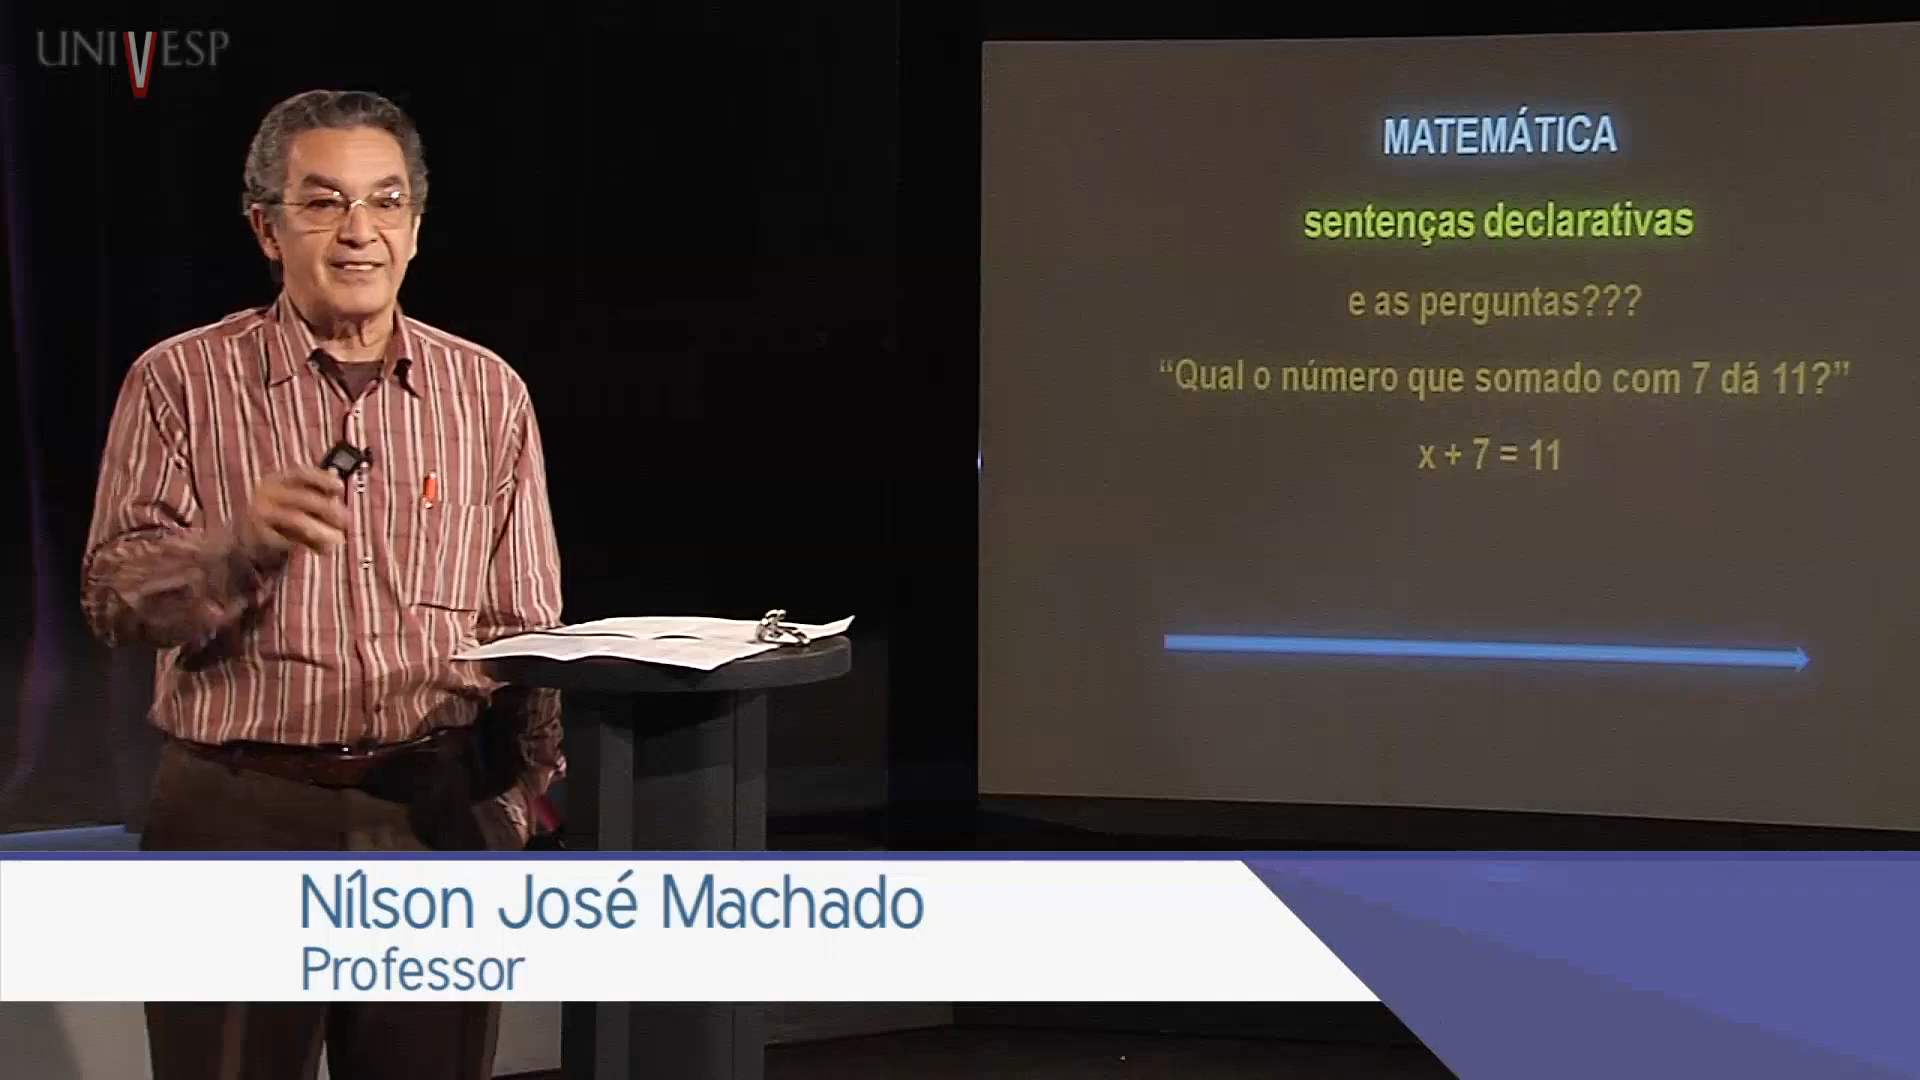 UNIVESP
MATEMÁTICA
sentenças declarativas
e as perguntas???
“Qual o número que somado com 7 dá 11?”
x + 7 = 11
Nílson José Machado
Professor